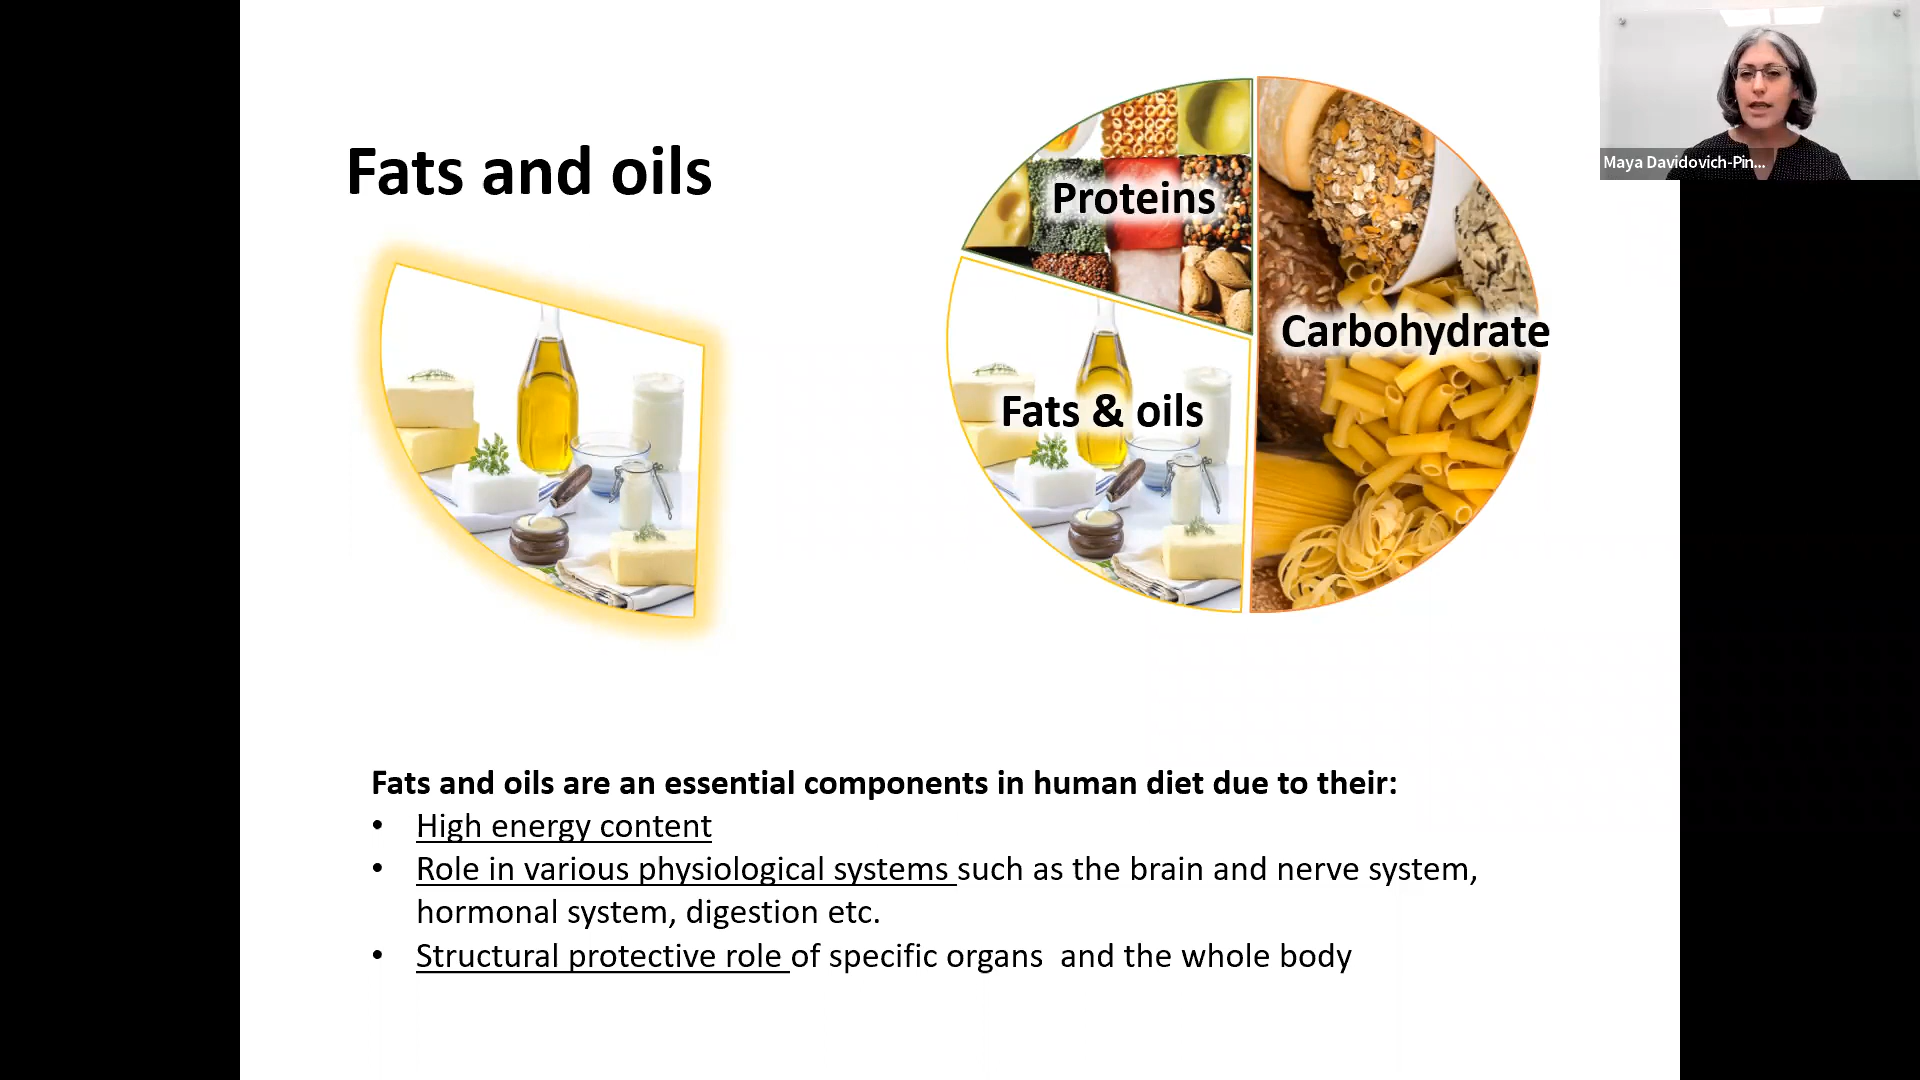 Fats and oils
Proteins
Carbohydrate
Fats & oils
Maya Davidovich-Pin...
Fats and oils are an essential components in human diet due to their:
• High energy content
• Role in various physiological systems such as the brain and nerve system,
hormonal system, digestion etc.
• Structural protective role of specific organs  and the whole body